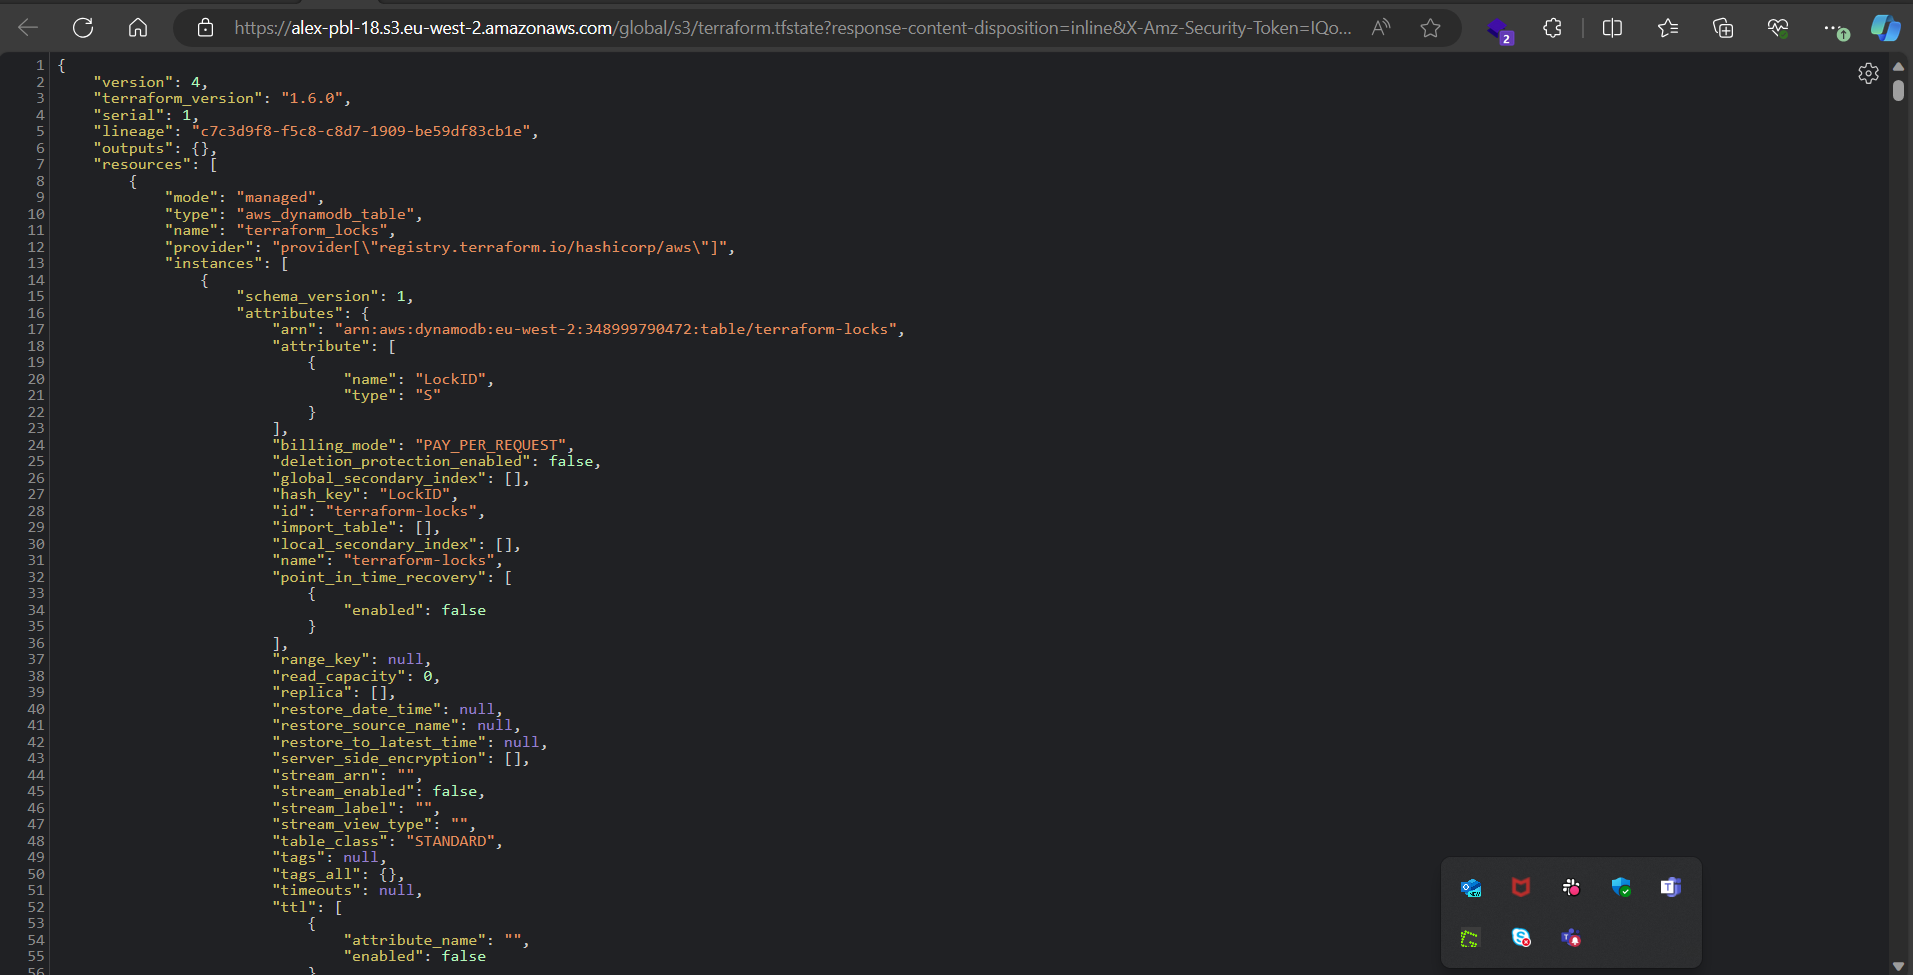 https://alex-pbl-18.s3.eu-west-2.amazonaws.com/global/s3/terraform.tfstate?response-content-disposition=inline&X-Amz-Security-Token=IQo...
2
1 {
2 "version": 4,
3 "terraform_version": "1.6.0",
4 "serial": 1,
5 "lineage": "c7c3d9f8-f5c8-c8d7-1909-be59df83cb1e",
6 "outputs": {},
7 "resources": [
8 {
9 "mode": "managed",
10 "type": "aws_dynamodb_table",
11 "name": "terraform_locks",
12 "provider": "provider[\"registry.terraform.io/hashicorp/aws\"]",
13 "instances": [
14 {
15 "schema_version": 1,
16 "attributes": {
17 "arn": "arn:aws:dynamodb:eu-west-2:348999790472:table/terraform-locks",
18 "attribute": [
19 {
20 "name": "LockID",
21 "type": "S"
22 }
23 ],
24 "billing_mode": "PAY_PER_REQUEST",
25 "deletion_protection_enabled": false,
26 "global_secondary_index": [],
27 "hash_key": "LockID",
28 "id": "terraform-locks",
29 "import_table": [],
30 "local_secondary_index": [],
31 "name": "terraform-locks",
32 "point_in_time_recovery": [
33 {
34 "enabled": false
35 }
36 ],
37 "range_key": null,
38 "read_capacity": 0,
39 "replica": [],
40 "restore_date_time": null,
41 "restore_source_name": null,
42 "restore_to_latest_time": null,
43 "server_side_encryption": [],
44 "stream_arn": "",
45 "stream_enabled": false,
46 "stream_label": "",
47 "stream_view_type": "",
48 "table_class": "STANDARD",
49 "tags": null,
50 "tags_all": {},
51 "timeouts": null,
52 "ttl": [
53 {
54 "attribute_name": "",
55 "enabled": false
56 }